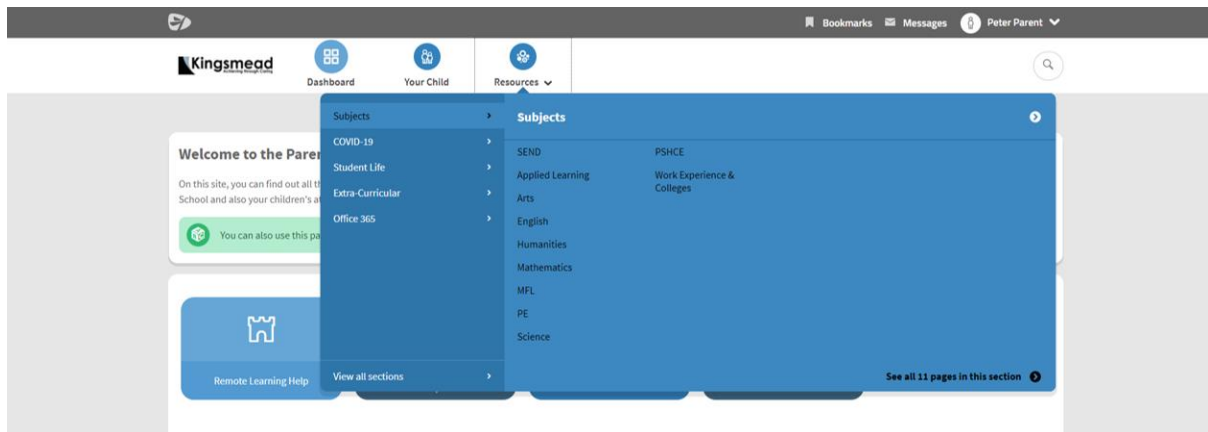 Bookmarks Messages Peter Parent
Kingsmead
Achieving through Caring
Dashboard Your Child Resources
Subjects
COVID-19
Student Life
Extra-Curricular
Office 365
View all sections
Subjects
SEND
Applied Learning
Arts
English
Humanities
Mathematics
MFL
PE
Science
PSHCE
Work Experience &
Colleges
See all 11 pages in this section
Welcome to the Parer
On this site, you can find out all
School and also your children's
You can also use this pa
Remote Learning Help